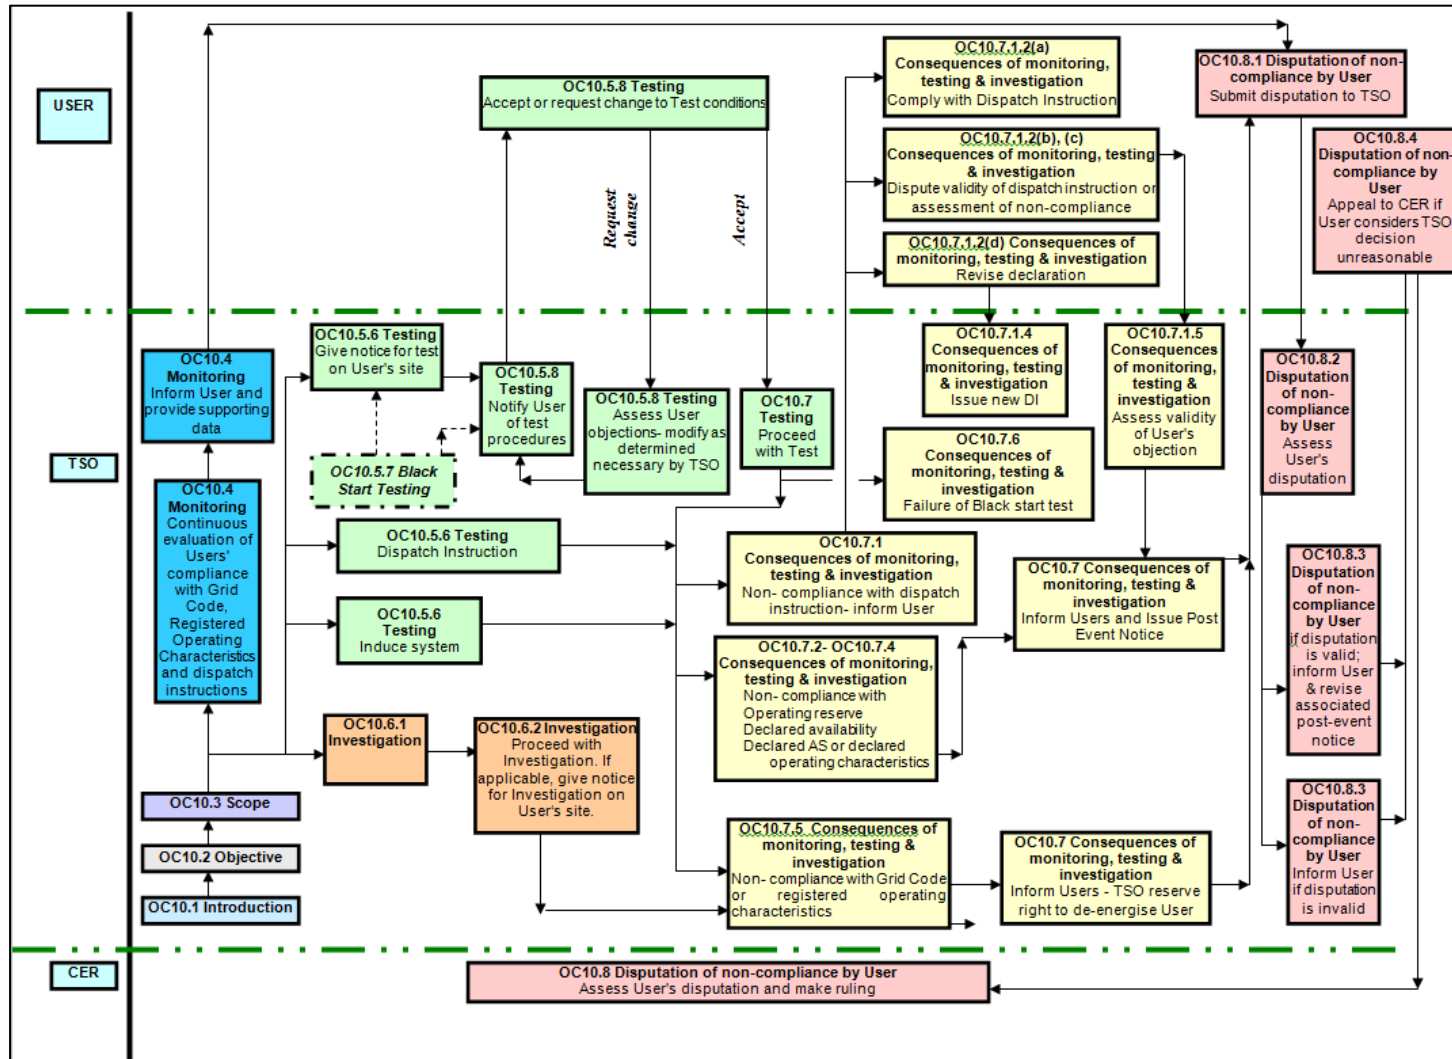 USER
OC10.5.8 Testing
Accept or request change to Test conditions
Request
change
Accept
OC10.7.1.2(a)
Consequences of monitoring,
testing & investigation
Comply with Dispatch Instruction
OC10.7.1.2(b), (c)
Consequences of monitoring, testing
& investigation
Dispute validity of dispatch instruction or
assessment of non-compliance
OC10.7.1.2(d) Consequences of
monitoring, testing & investigation
Revise declaration
OC10.8.1 Disputation of non-
compliance by User
Submit disputation to TSO
OC10.8.4
Disputation of non-
compliance by
User
Appeal to CER if
User considers TSO
decision
unreasonable
TSO
OC10.4
Monitoring
Inform User and
provide supporting
data
OC10.4
Monitoring
Continuous
evaluation of
Users'
compliance
with Grid
Code,
Registered
Operating
Characteristics
and dispatch
instructions
OC10.3 Scope
OC10.2 Objective
OC10.1 Introduction
OC10.5.6 Testing
Give notice for test
on User's site
OC10.5.7 Black
Start Testing
OC10.5.8
Testing
Notify User
of test
procedures
OC10.5.8 Testing
Assess User
objections- modify as
determined
necessary by TSO
OC10.7
Testing
Proceed
with Test
OC10.5.6 Testing
Dispatch Instruction
OC10.5.6
Testing
Induce system
OC10.6.1
Investigation
OC10.6.2 Investigation
Proceed with
Investigation. If
applicable, give notice
for Investigation on
User's site.
OC10.7.1.4
Consequences of
monitoring, testing
& investigation
Issue new DI
OC10.7.1.5
Consequences of
monitoring,
testing &
investigation
Assess validity
of User's
objection
OC10.7.6
Consequences of
monitoring, testing &
investigation
Failure of Black start test
OC10.7.1
Consequences of monitoring,
testing & investigation
Non- compliance with dispatch
instruction- inform User
OC10.7 Consequences of
monitoring, testing &
investigation
Inform Users and Issue Post
Event Notice
OC10.7.2- OC10.7.4
Consequences of monitoring,
testing & investigation
Non- compliance with
Operating reserve
Declared availability
Declared AS or declared
operating characteristics
OC10.7.5 Consequences of
monitoring, testing &
investigation
Non- compliance with Grid Code
or registered operating
characteristics
OC10.7 Consequences of
monitoring, testing &
investigation
Inform Users - TSO reserve
right to de-energise User
OC10.8.2
Disputation
of non-
compliance
by User
Assess
User's
disputation
OC10.8.3
Disputation
of non-
compliance
by User
if disputation
is valid;
inform User
& revise
associated
post-event
notice
OC10.8.3
Disputation
of non-
compliance
by User
Inform User
if disputation
is invalid
CER
OC10.8 Disputation of non-compliance by User
Assess User's disputation and make ruling